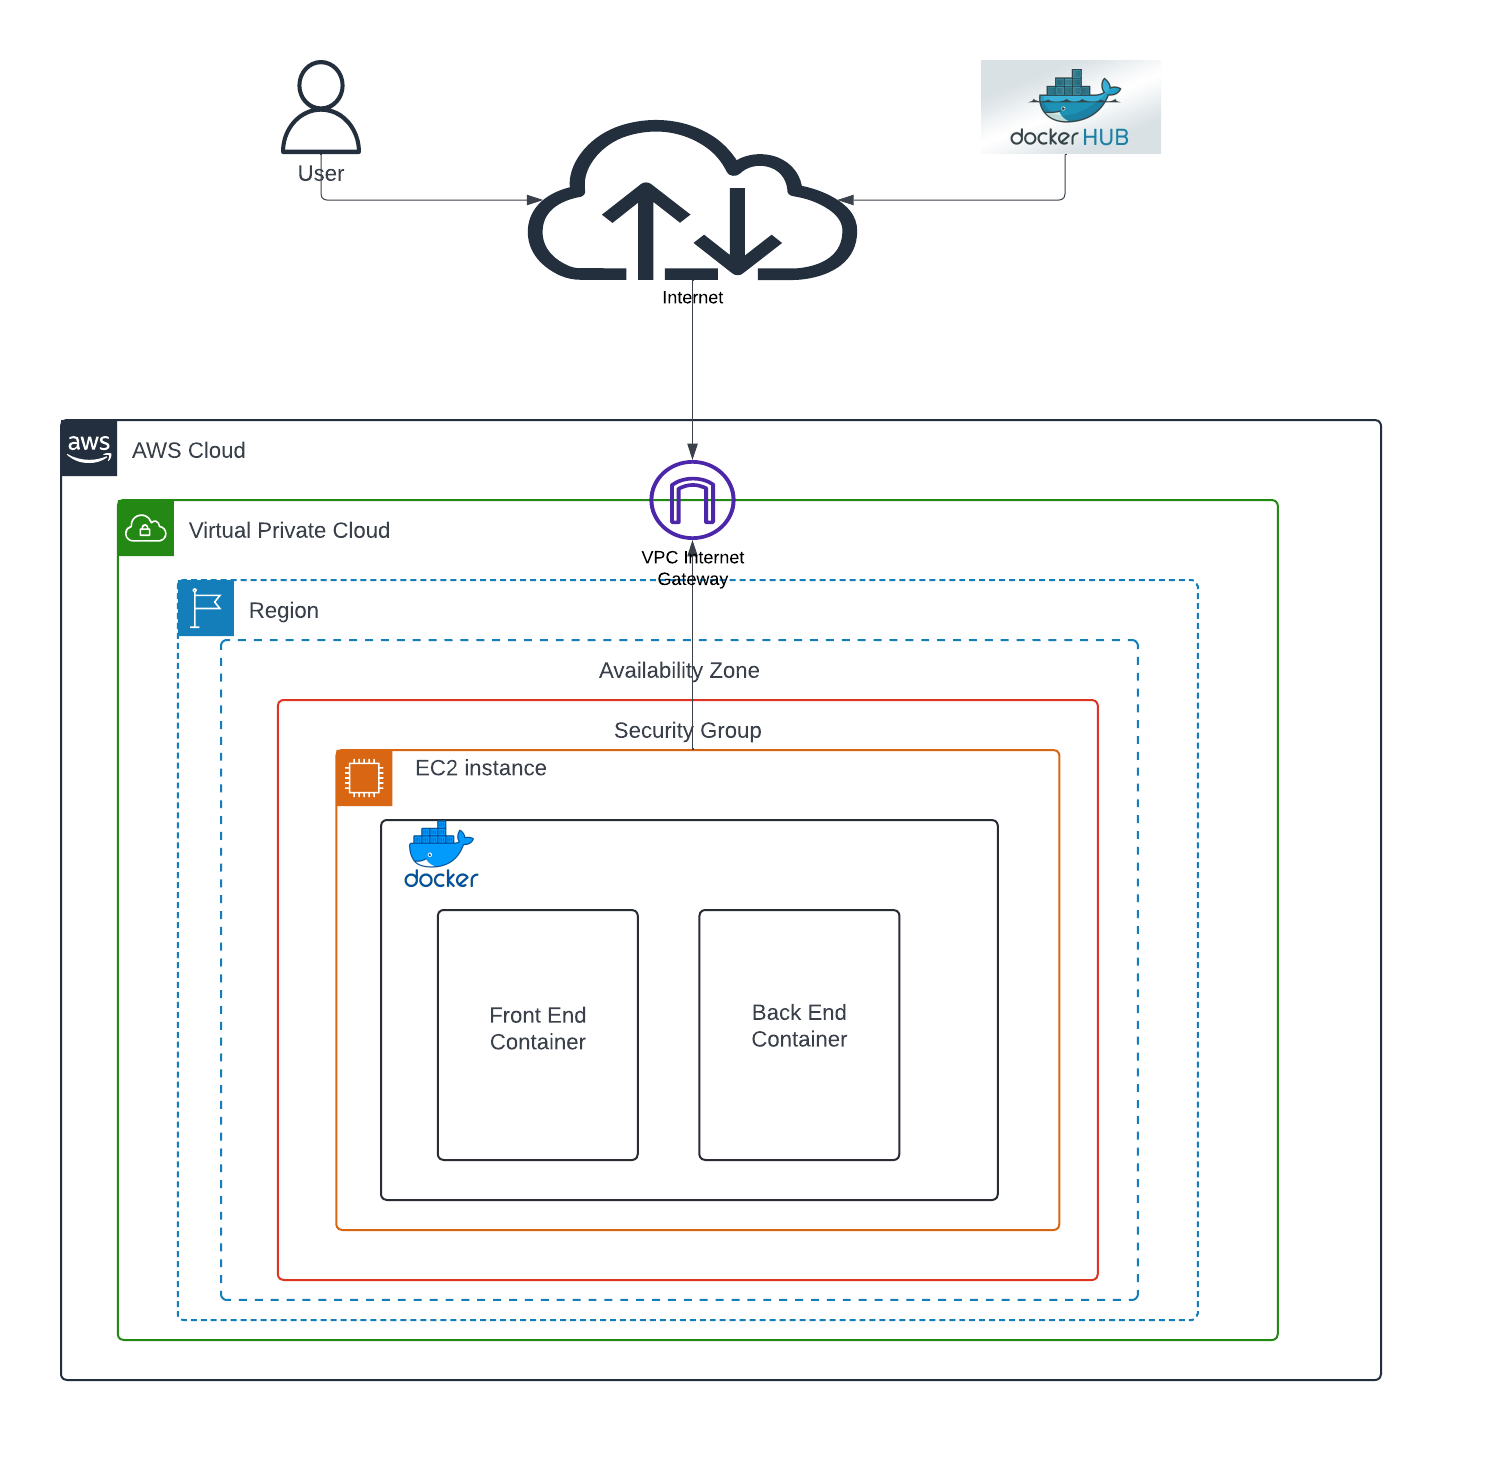 User
docker HUB
Internet
aws
AWS Cloud
Virtual Private Cloud
VPC Internet
Gateway
Region
Availability Zone
Security Group
EC2 instance
docker
Front End
Container
Back End
Container